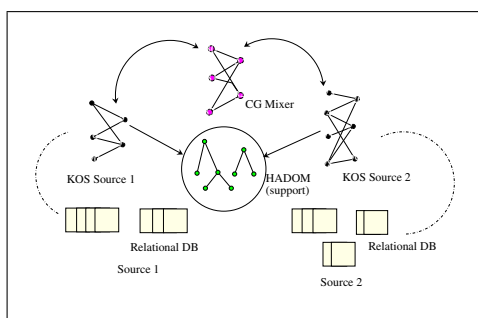 CG Mixer
KOS Source 1
HADOM
(support)
KOS Source 2
Relational DB
Relational DB
Source 1
Source 2